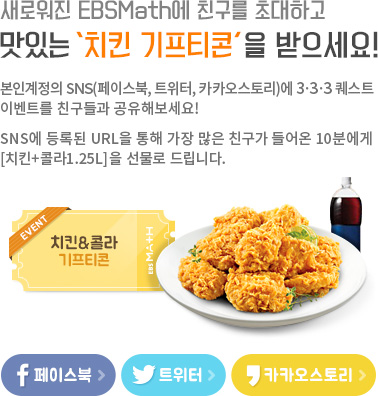 새로워진 EBSMath에 친구를 초대하고
맛있는 '치킨 기프티콘'을 받으세요!
본인계정의 SNS(페이스북, 트위터, 카카오스토리)에 3·3·3 퀘스트
이벤트를 친구들과 공유해보세요!
SNS에 등록된 URL을 통해 가장 많은 친구가 들어온 10분에게
[치킨+콜라1.25L]을 선물로 드립니다.
EVENT
치킨&콜라
기프티콘
EBS MATH
페이스북 >
트위터 >
카카오스토리 >